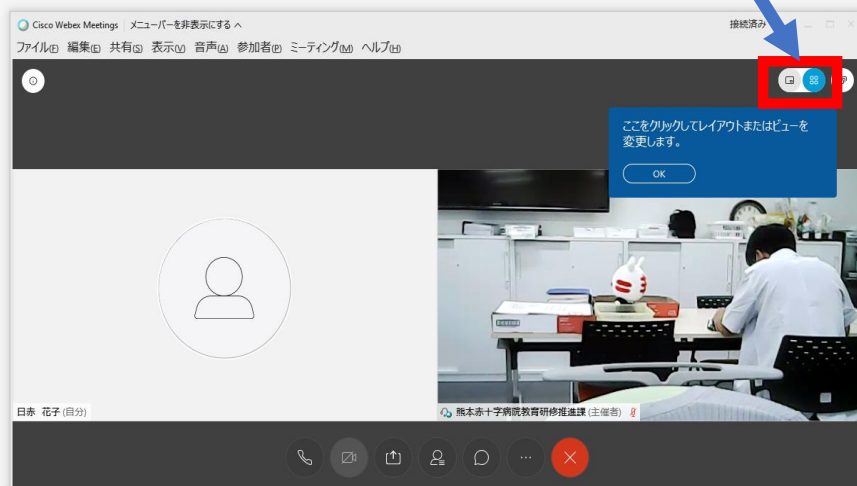 Cisco Webex Meetings メニューバーを非表示にする へ 接続済み
ファイル(F) 編集(E) 共有(S) 表示(V) 音声(A) 参加者(P) ミーティング(M) ヘルプ(H)
ここをクリックしてレイアウトまたはビューを
変更します。
OK
日赤 花子 (自分)
熊本赤十字病院教育研修推進課 (主催者)